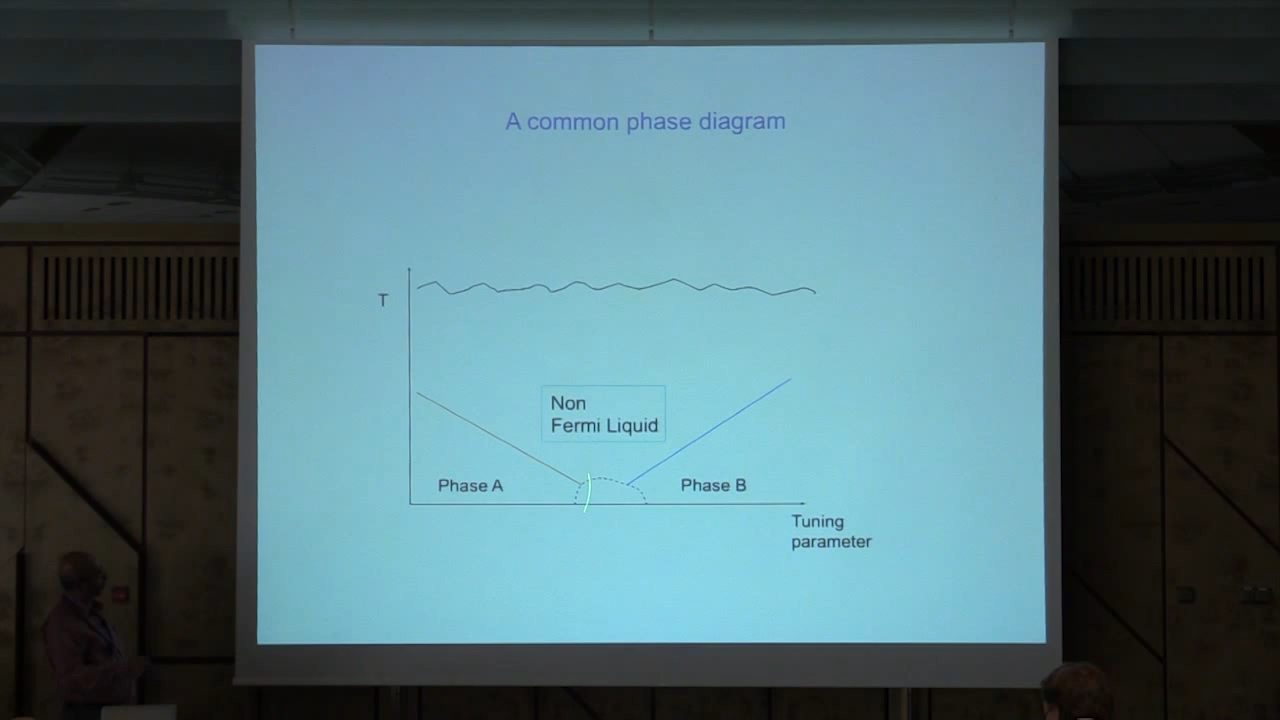 A common phase diagram
T
Non
Fermi Liquid
Phase A
Phase B
Tuning
parameter